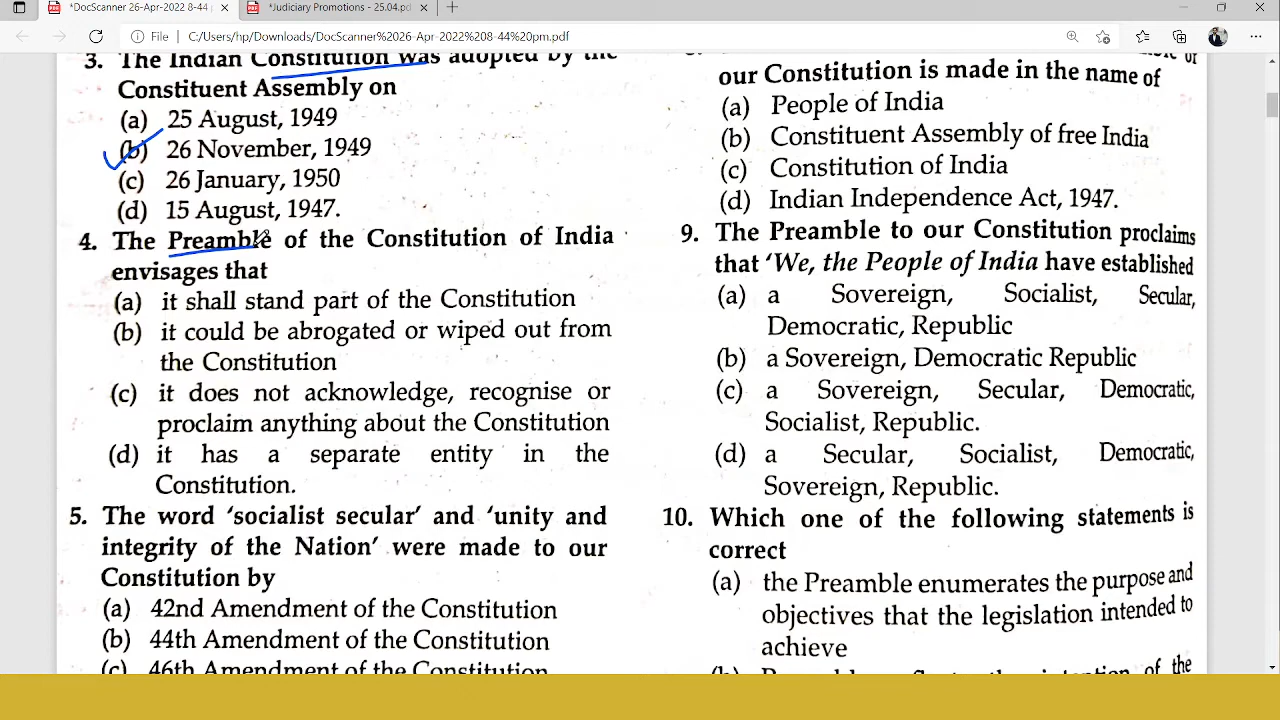 *DocScanner 26-Apr-2022 8-44
*Judiciary Promotions - 25.04.pd
File
C:/Users/hp/Downloads/DocScanner%2026-Apr-2022%208-44%20pm.pdf
3. The Indian Constitution was adopted by the
Constituent Assembly on
(a) 25 August, 1949
(b) 26 November, 1949
(c) 26 January, 1950
(d) 15 August, 1947.
4. The Preamble of the Constitution of India
envisages that
(a) it shall stand part of the Constitution
(b) it could be abrogated or wiped out from
the Constitution
(c) it does not acknowledge, recognise or
proclaim anything about the Constitution
(d) it has a separate entity in the
Constitution.
5. The word ‘socialist secular’ and ‘unity and
integrity of the Nation’ were made to our
Constitution by
(a) 42nd Amendment of the Constitution
(b) 44th Amendment of the Constitution
(c) 46th Amendment of the Constitution
of
our Constitution is made in the name of
(a) People of India
(b) Constituent Assembly of free India
(c) Constitution of India
(d) Indian Independence Act, 1947.
9. The Preamble to our Constitution proclaims
that ‘We, the People of India have established
(a) a Sovereign, Socialist, Secular,
Democratic, Republic
(b) a Sovereign, Democratic Republic
(c) a Sovereign, Secular, Democratic,
Socialist, Republic.
(d) a Secular, Socialist, Democratic,
Sovereign, Republic.
10. Which one of the following statements is
correct
(a) the Preamble enumerates the purpose and
objectives that the legislation intended to
achieve
of the